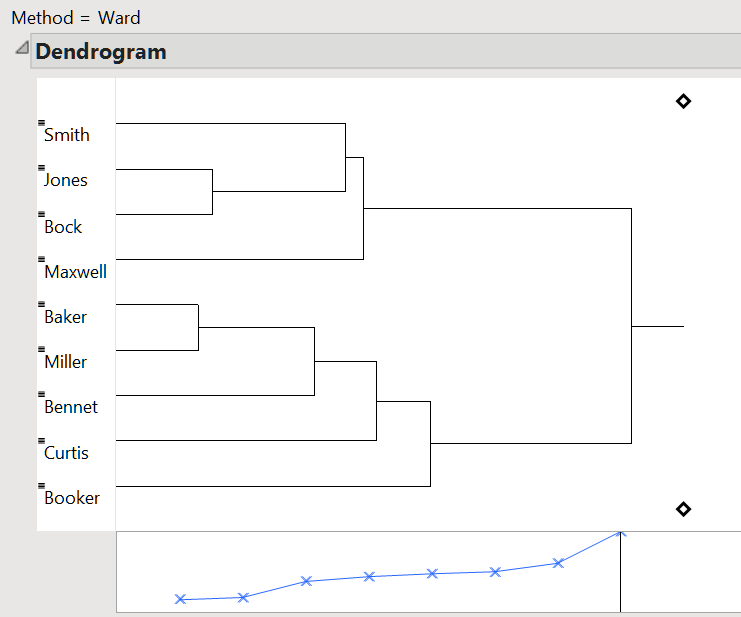 Method = Ward
Dendrogram
Smith
Jones
Bock
Maxwell
Baker
Miller
Bennet
Curtis
Booker